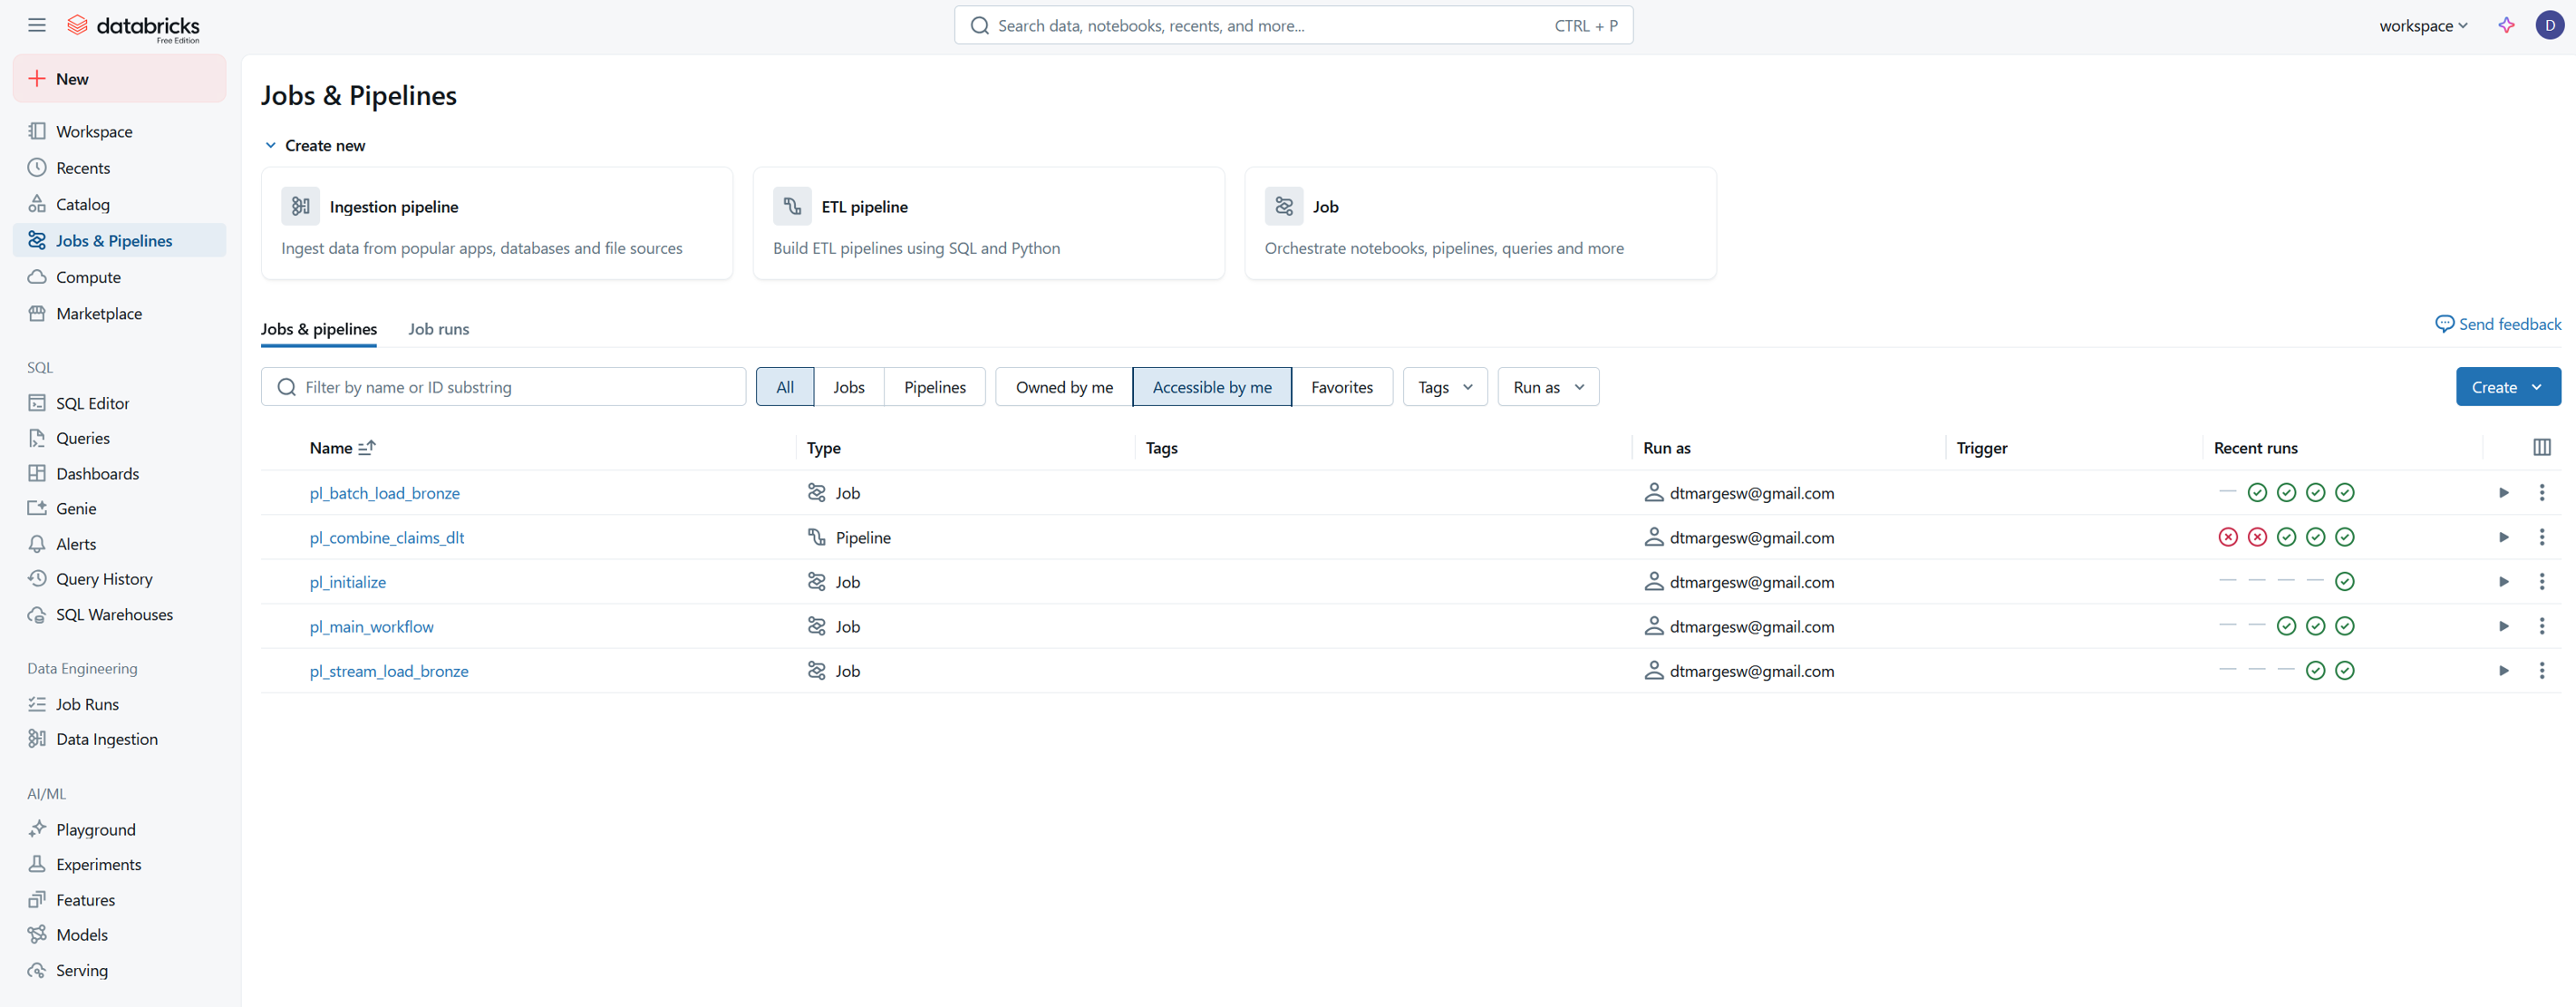 databricks
Free Edition
Search data, notebooks, recents, and more...
CTRL + P
workspace
D
New
Workspace
Recents
Catalog
Jobs & Pipelines
Compute
Marketplace
SQL
SQL Editor
Queries
Dashboards
Genie
Alerts
Query History
SQL Warehouses
Data Engineering
Job Runs
Data Ingestion
AI/ML
Playground
Experiments
Features
Models
Serving
Jobs & Pipelines
Create new
Ingestion pipeline
Ingest data from popular apps, databases and file sources
ETL pipeline
Build ETL pipelines using SQL and Python
Job
Orchestrate notebooks, pipelines, queries and more
Jobs & pipelines Job runs
Send feedback
Filter by name or ID substring
All Jobs Pipelines
Owned by me Accessible by me Favorites
Tags
Run as
Create
Name Type Tags Run as Trigger Recent runs
pl_batch_load_bronze Job dtmargesw@gmail.com
pl_combine_claims_dlt Pipeline dtmargesw@gmail.com
pl_initialize Job dtmargesw@gmail.com
pl_main_workflow Job dtmargesw@gmail.com
pl_stream_load_bronze Job dtmargesw@gmail.com